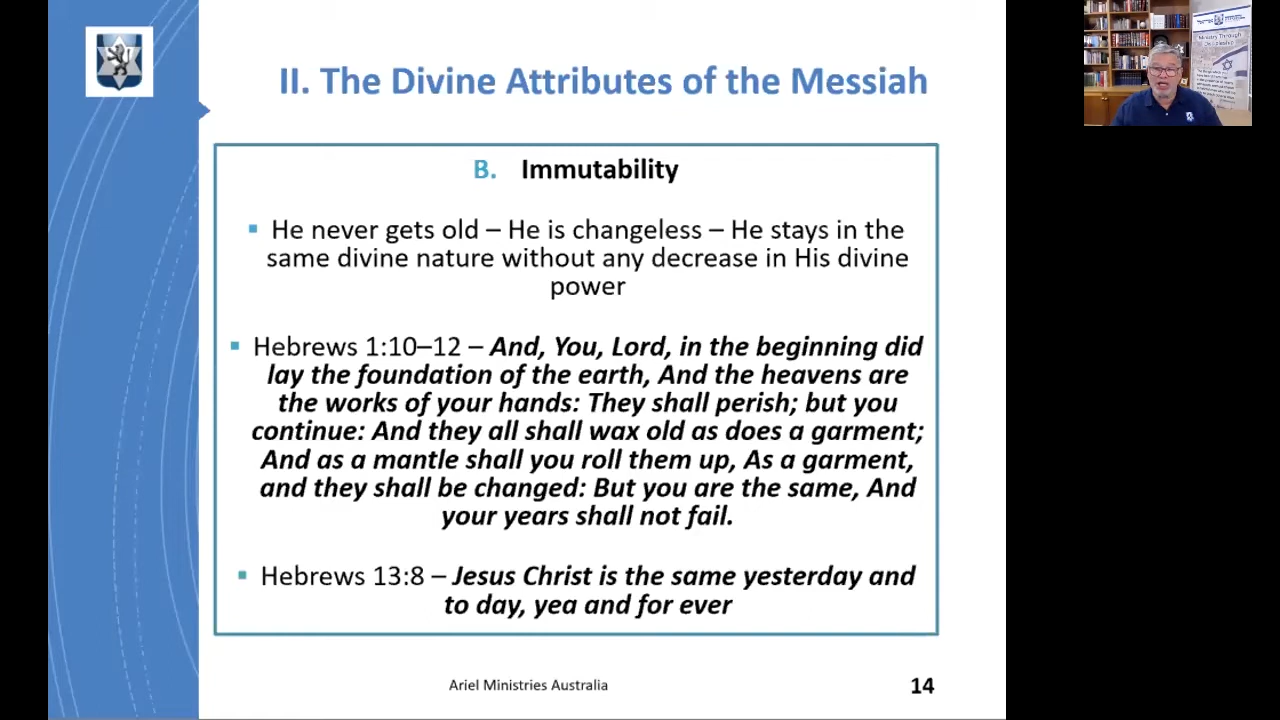 II. The Divine Attributes of the Messiah
B. Immutability
▪ He never gets old – He is changeless – He stays in the
same divine nature without any decrease in His divine
power
▪ Hebrews 1:10–12 – And, You, Lord, in the beginning did
lay the foundation of the earth, And the heavens are
the works of your hands: They shall perish; but you
continue: And they all shall wax old as does a garment;
And as a mantle shall you roll them up, As a garment,
and they shall be changed: But you are the same, And
your years shall not fail.
▪ Hebrews 13:8 – Jesus Christ is the same yesterday and
to day, yea and for ever
Ariel Ministries Australia
14
Ministry Through